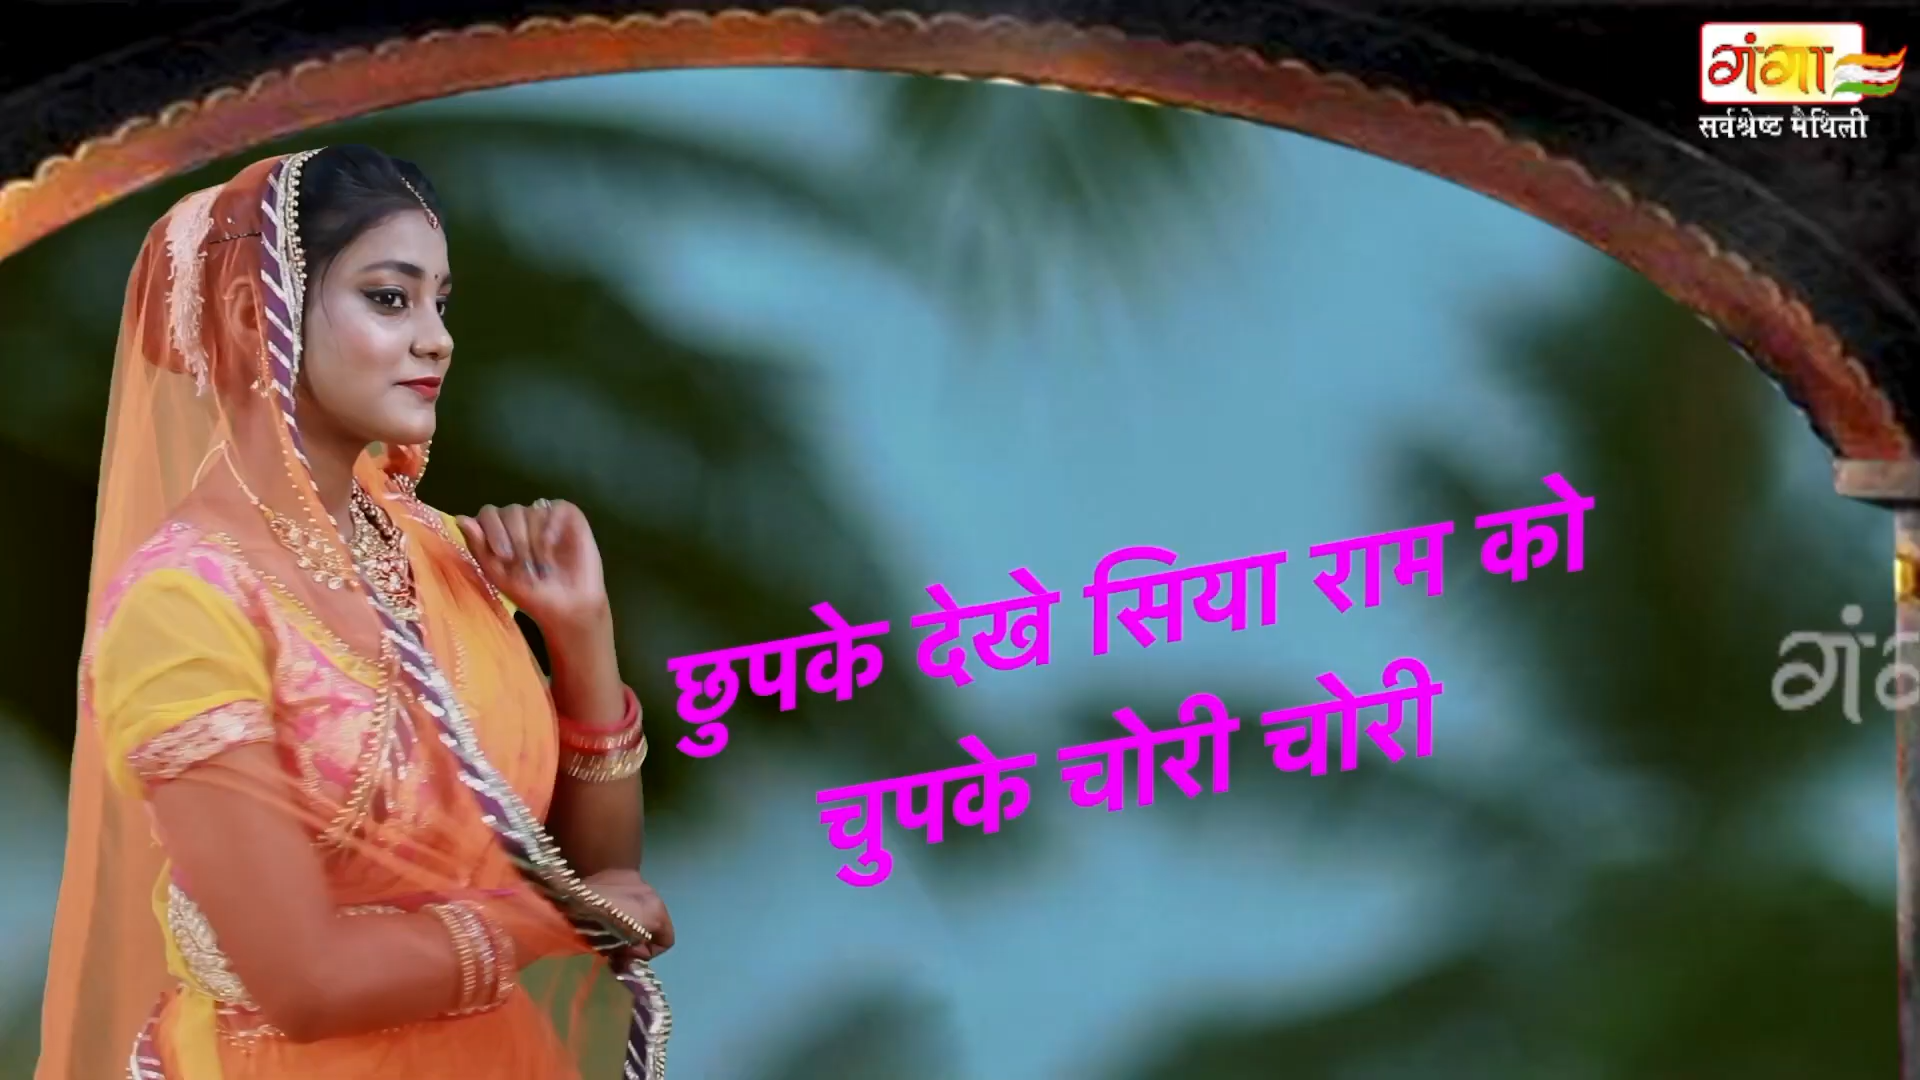 गंगा
सर्वश्रेष्ठ मैथिली
छुपके देखे सिया राम को
चुपके चोरी चोरी